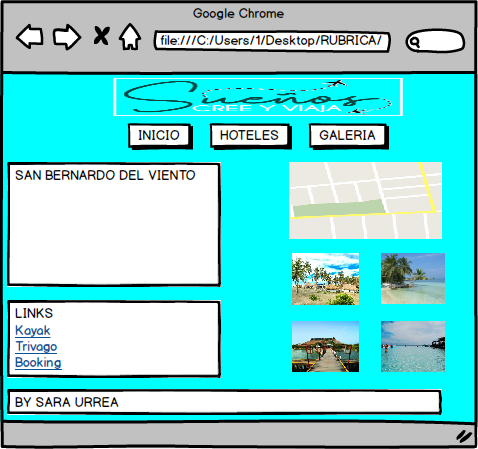 Google Chrome
file:///C:/Users/1/Desktop/RUBRICA/
Sueños
CREE Y VIAJA
INICIO HOTELES GALERIA
SAN BERNARDO DEL VIENTO
LINKS
Kayak
Trivago
Booking
BY SARA URREA